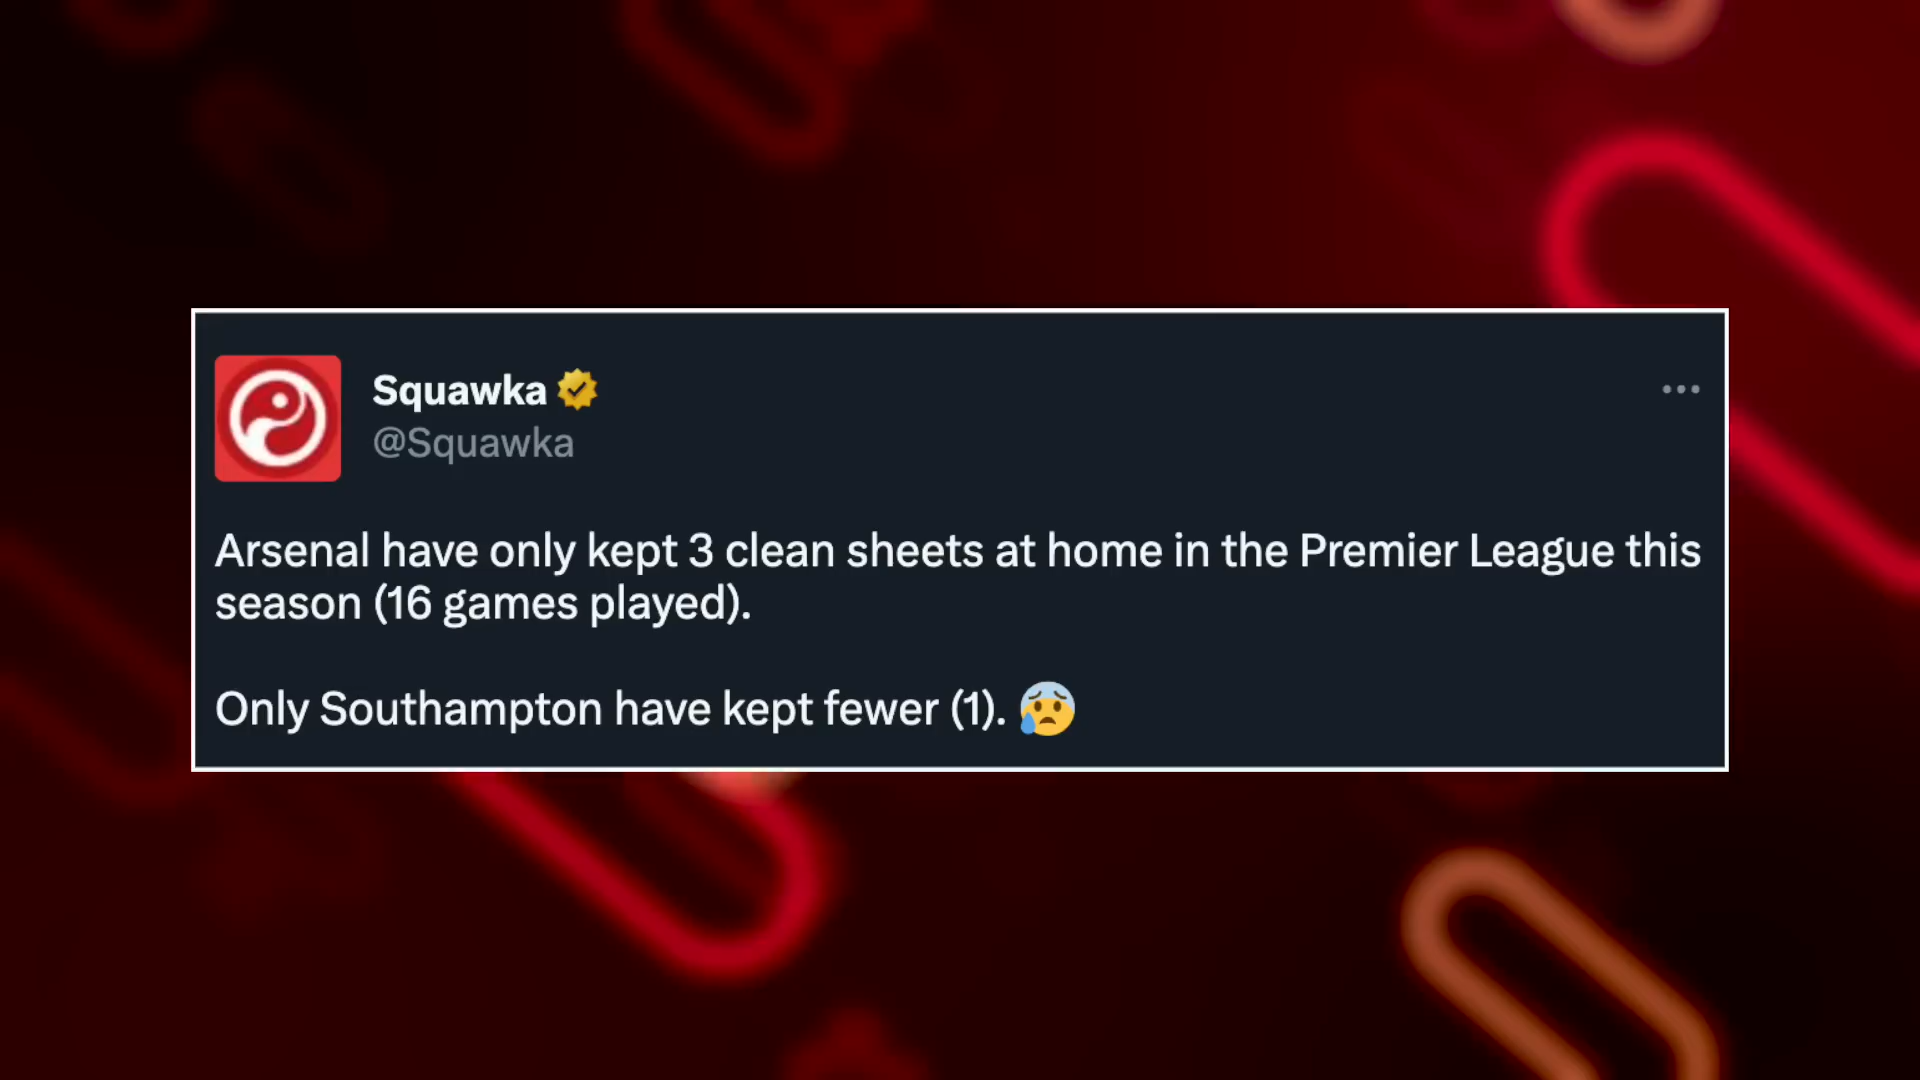 Squawka
@Squawka
Arsenal have only kept 3 clean sheets at home in the Premier League this
season (16 games played).
Only Southampton have kept fewer (1). 😰